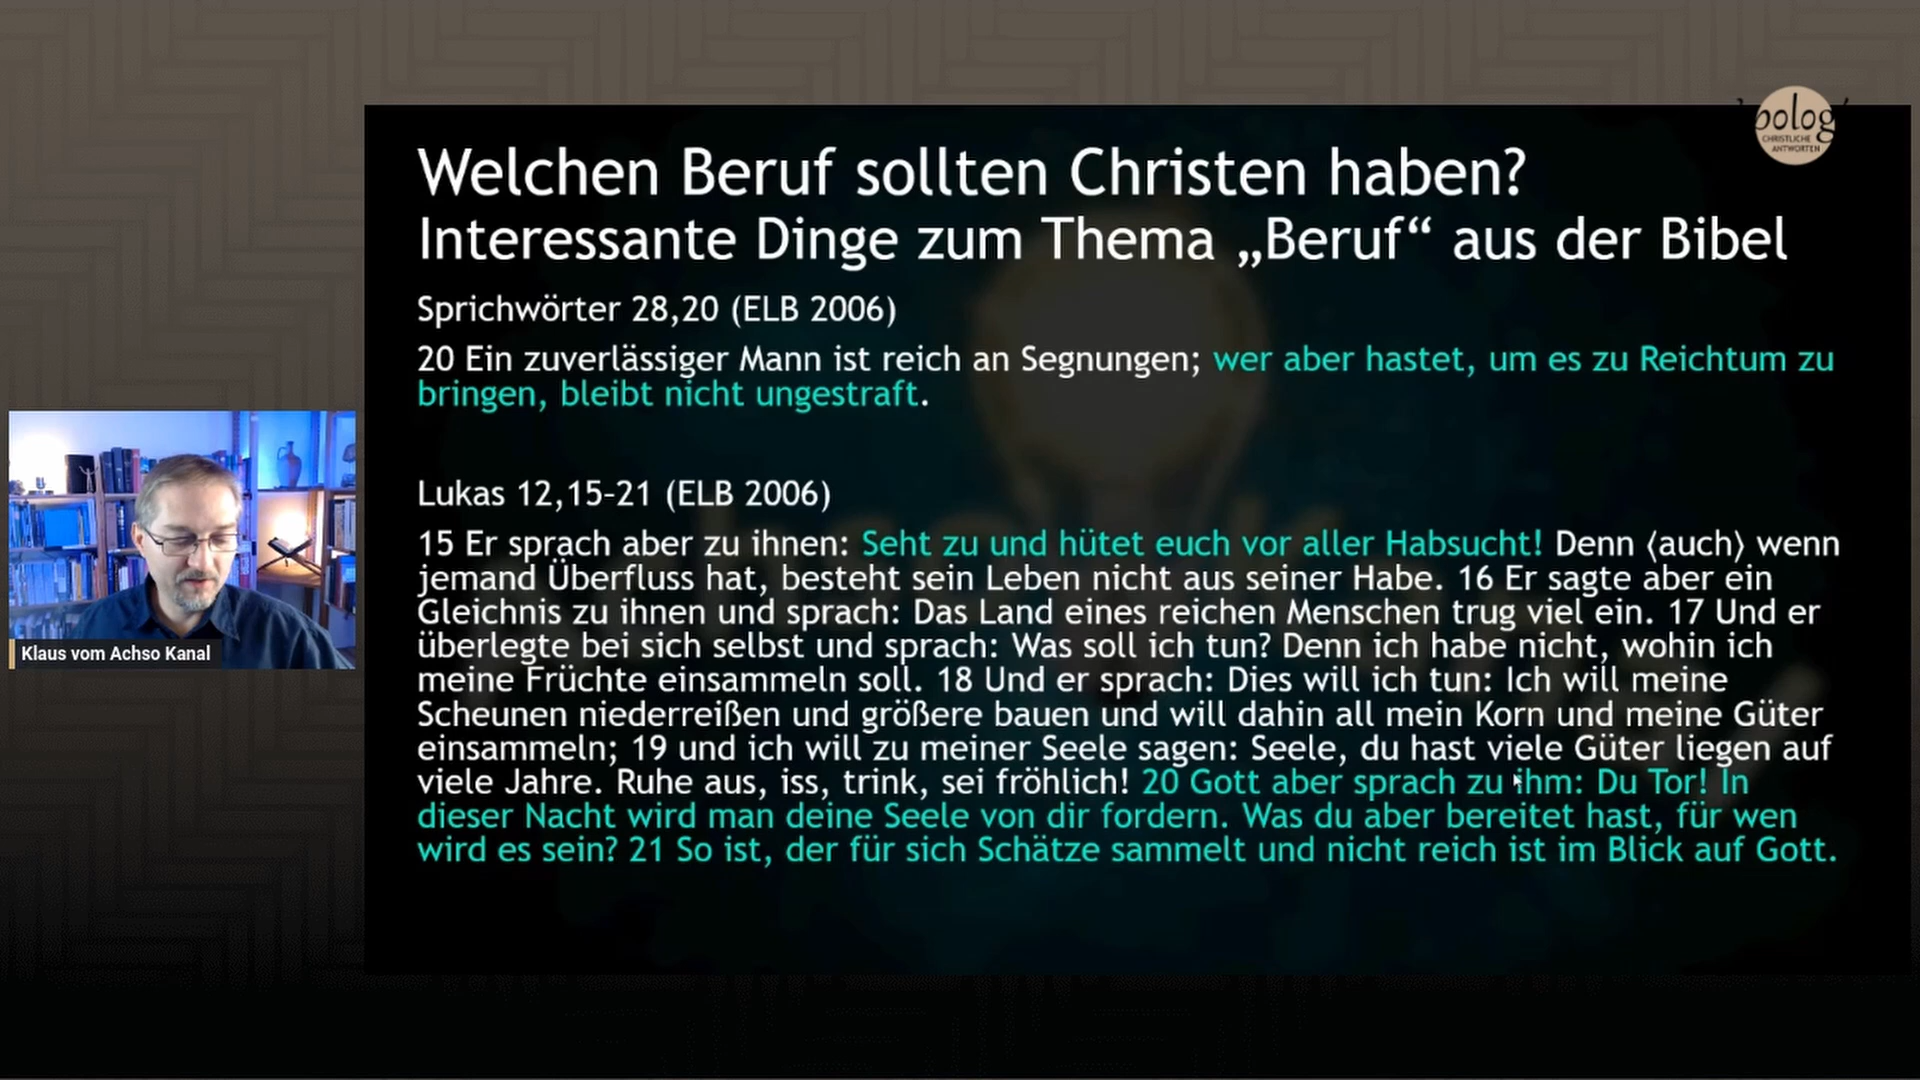 bolog
CHRISTLICHE
ANTWORTEN
Welchen Beruf sollten Christen haben?
Interessante Dinge zum Thema „Beruf“ aus der Bibel
Sprichwörter 28,20 (ELB 2006)
20 Ein zuverlässiger Mann ist reich an Segnungen; wer aber hastet, um es zu Reichtum zu
bringen, bleibt nicht ungestraft.
Lukas 12,15–21 (ELB 2006)
15 Er sprach aber zu ihnen: Seht zu und hütet euch vor aller Habsucht! Denn ⟨auch⟩ wenn
jemand Überfluss hat, besteht sein Leben nicht aus seiner Habe. 16 Er sagte aber ein
Gleichnis zu ihnen und sprach: Das Land eines reichen Menschen trug viel ein. 17 Und er
überlegte bei sich selbst und sprach: Was soll ich tun? Denn ich habe nicht, wohin ich
meine Früchte einsammeln soll. 18 Und er sprach: Dies will ich tun: Ich will meine
Scheunen niederreißen und größere bauen und will dahin all mein Korn und meine Güter
einsammeln; 19 und ich will zu meiner Seele sagen: Seele, du hast viele Güter liegen auf
viele Jahre. Ruhe aus, iss, trink, sei fröhlich! 20 Gott aber sprach zu ihm: Du Tor! In
dieser Nacht wird man deine Seele von dir fordern. Was du aber bereitet hast, für wen
wird es sein? 21 So ist, der für sich Schätze sammelt und nicht reich ist im Blick auf Gott.
Klaus vom Achso Kanal